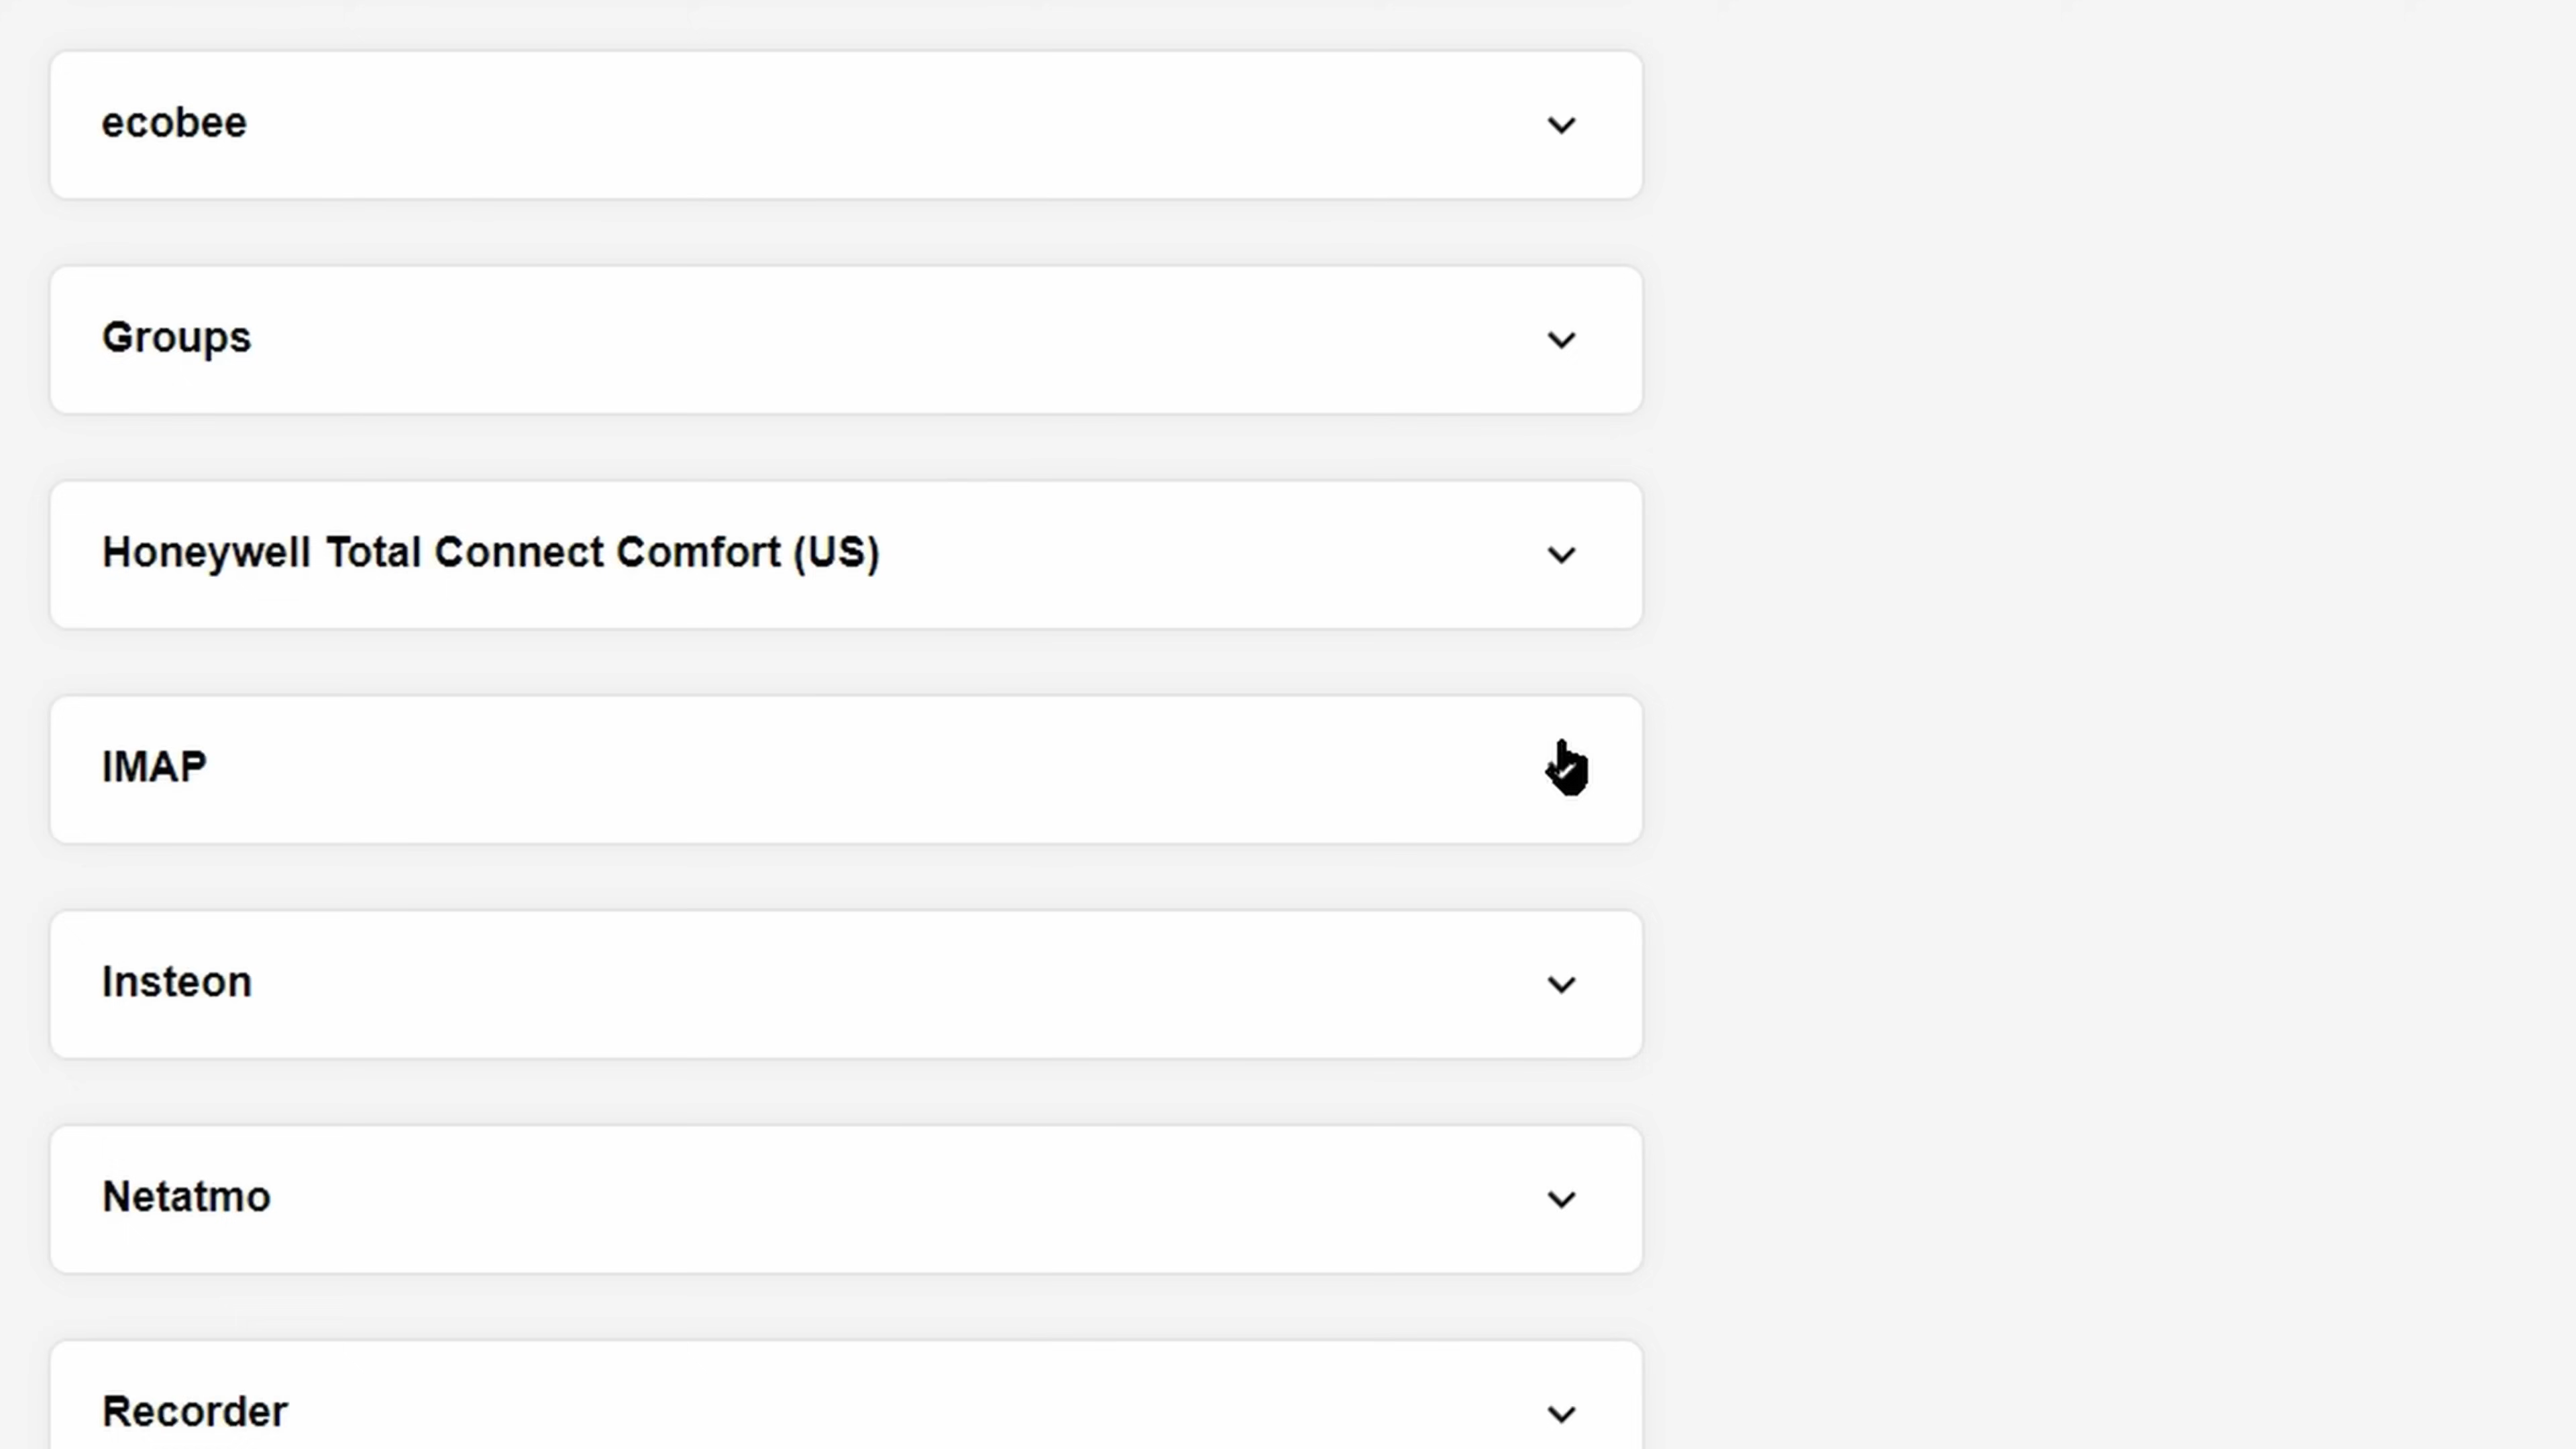 ecobee
Groups
Honeywell Total Connect Comfort (US)
IMAP
Insteon
Netatmo
Recorder